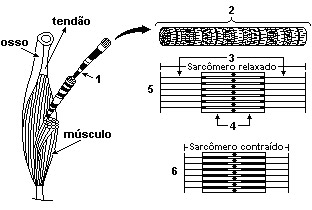 osso
tendão
1
músculo
2
3
Sarcômero relaxado
5
4
Sarcômero contraído
6